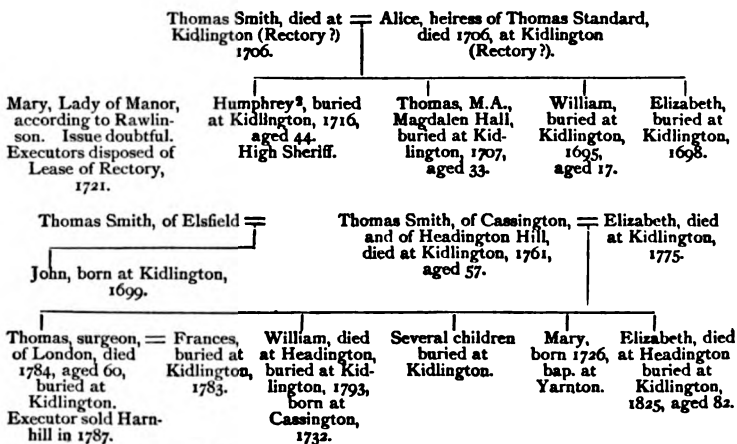 Thomas Smith, died at
Kidlington (Rectory ?)
1706.
= Alice, heiress of Thomas Standard,
died 1706, at Kidlington
(Rectory ?).
Mary, Lady of Manor,
according to Rawlin-
son. Issue doubtful.
Executors disposed of
Lease of Rectory,
1721.
Humphrey², buried
at Kidlington, 1716,
aged 44.
High Sheriff.
Thomas, M.A.,
Magdalen Hall,
buried at Kid-
lington, 1707,
aged 33.
William,
buried at
Kidlington,
1695,
aged 17.
Elizabeth,
buried at
Kidlington,
1698.
Thomas Smith, of Elsfield =
John, born at Kidlington,
1699.
Thomas Smith, of Cassington,
and of Headington Hill,
died at Kidlington, 1761,
aged 57.
= Elizabeth, died
at Kidlington,
1775.
Thomas, surgeon,
of London, died
1784, aged 60,
buried at
Kidlington.
Executor sold Harn-
hill in 1787.
= Frances,
buried at
Kidlington,
1783.
William, died
at Headington,
buried at Kid-
lington, 1793,
born at
Cassington,
1732.
Several children
buried at
Kidlington.
Mary,
born 1726,
bap. at
Yarnton.
Elizabeth, died
at Headington
buried at
Kidlington,
1825, aged 82.